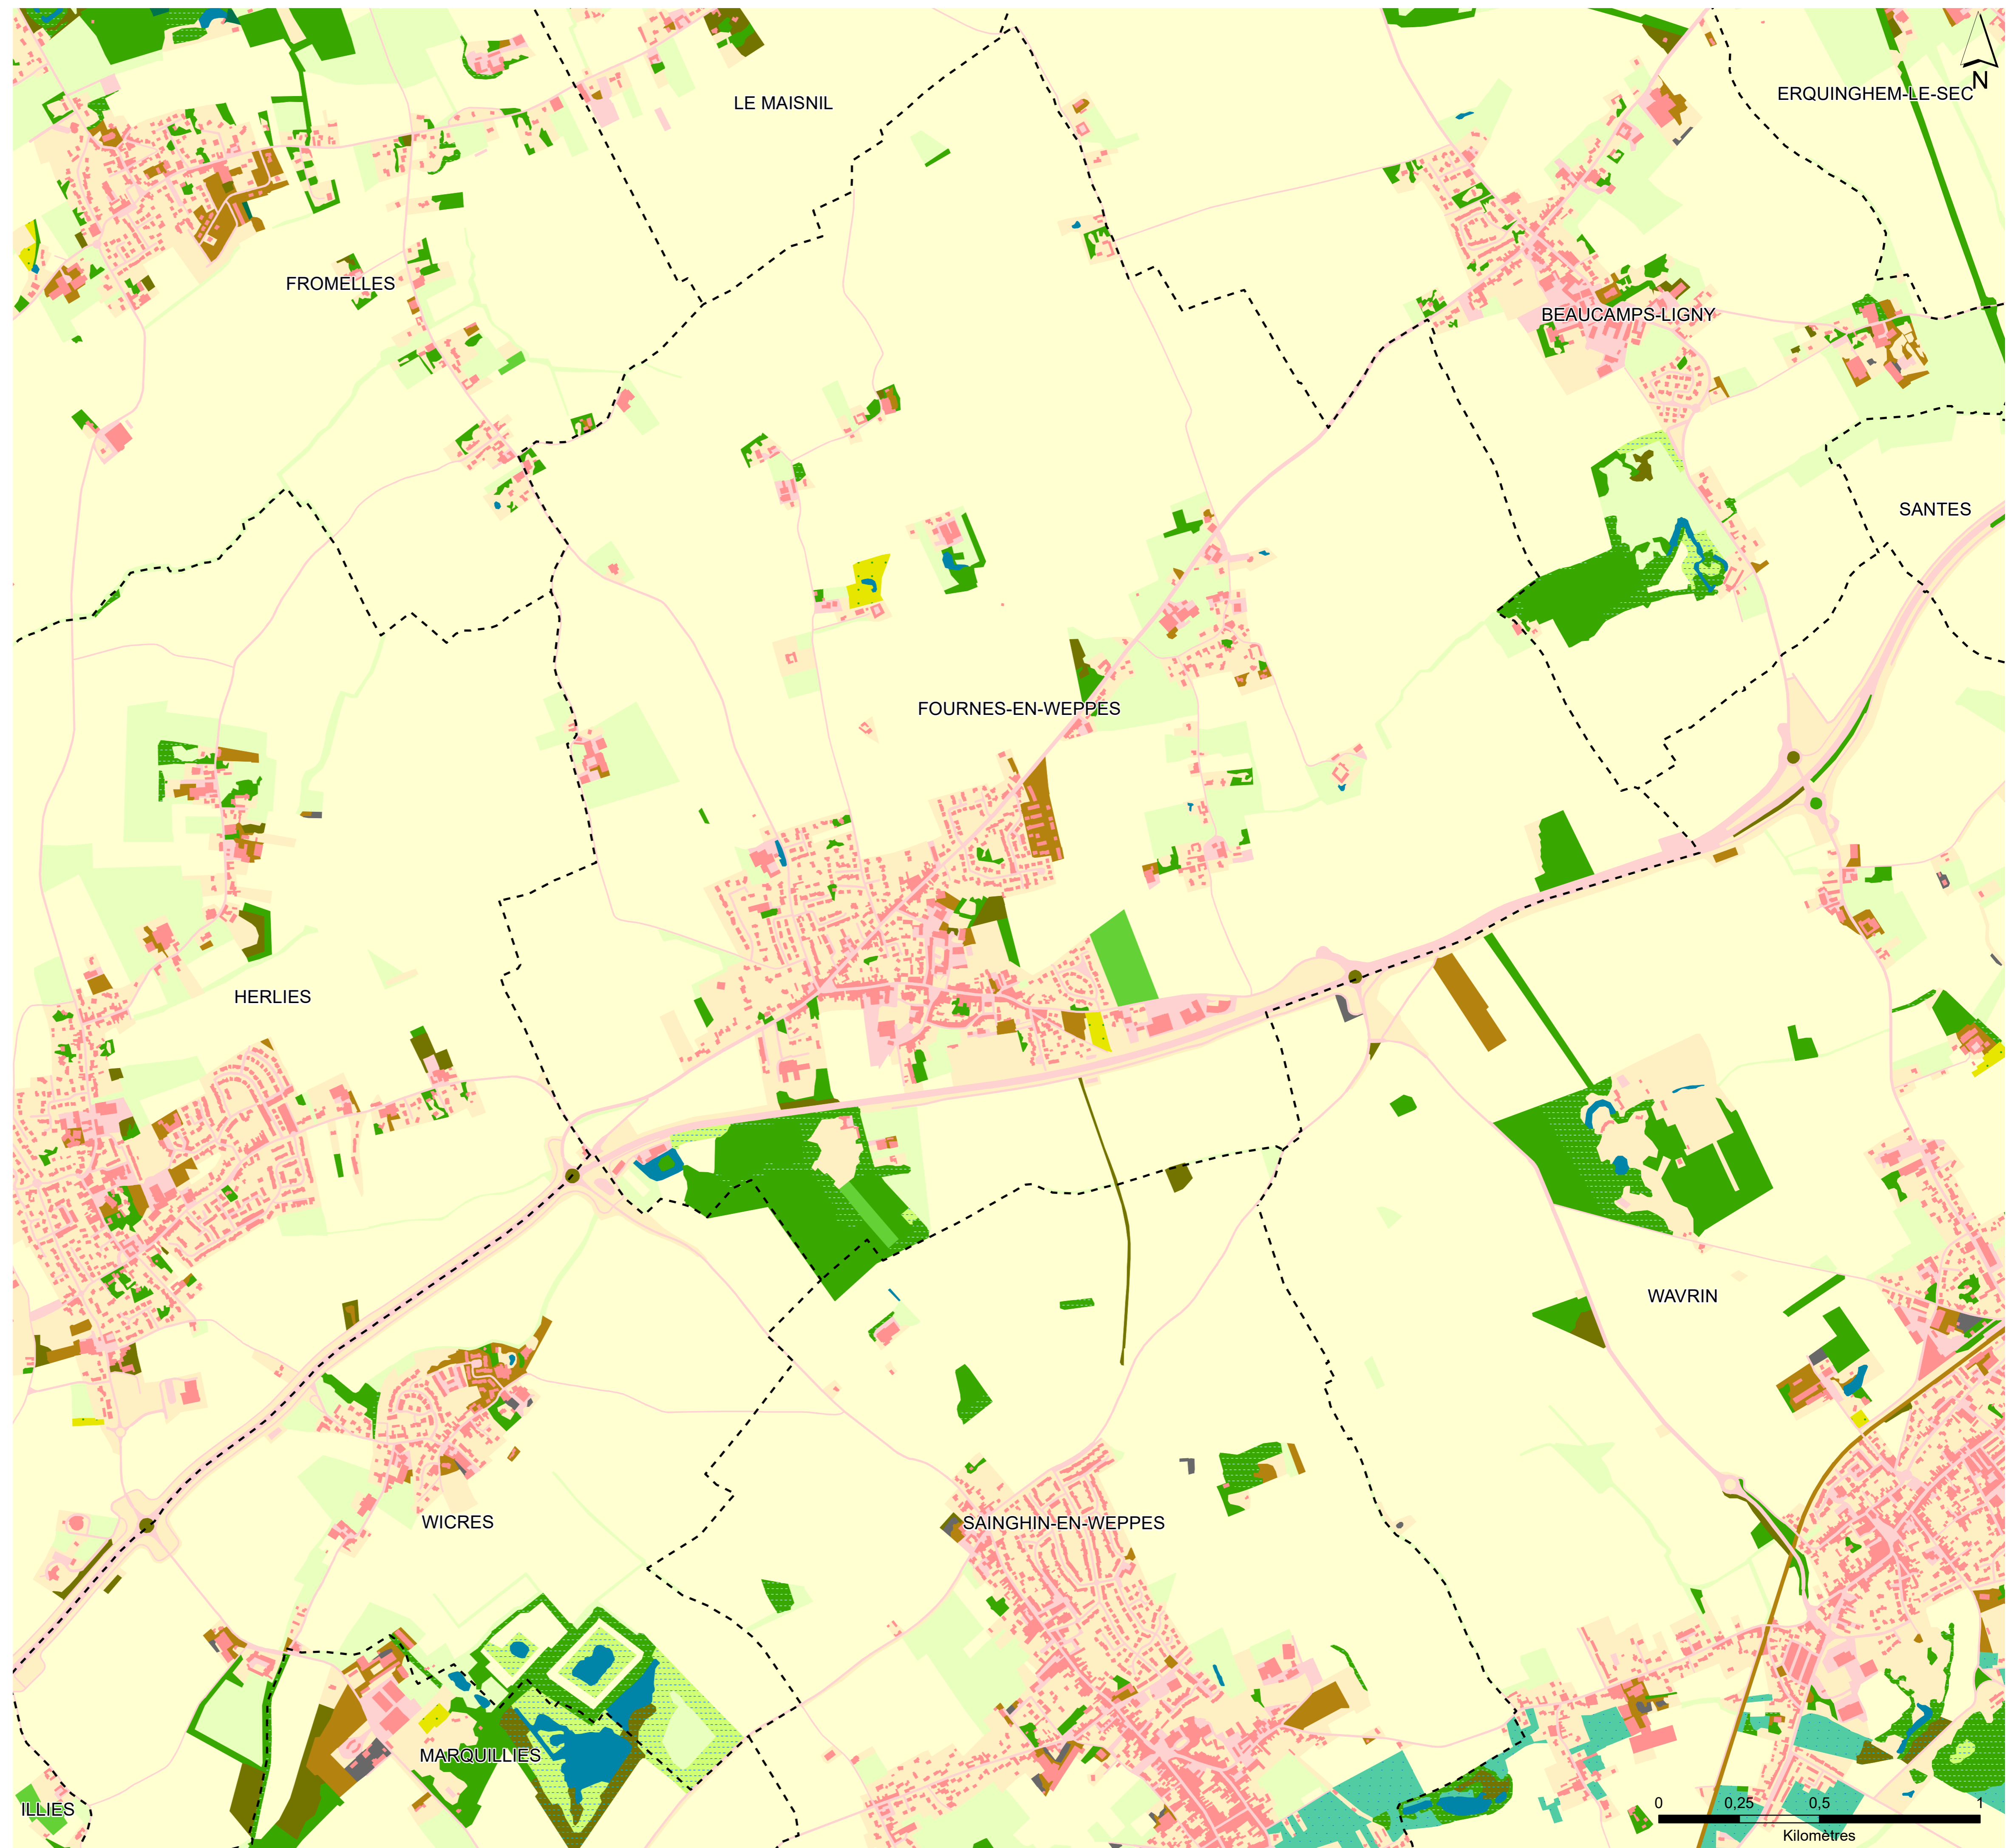 LE MAISNIL
ERQUINGHEM-LE-SEC
N
FROMELLES
BEAUCAMPS-LIGNY
SANTES
FOURNES-EN-WEPPES
HERLIES
WAVRIN
WICRES
SAINGHIN-EN-WEPPES
MARQUILLIES
ILLIES
0 0,25 0,5 1
Kilomètres